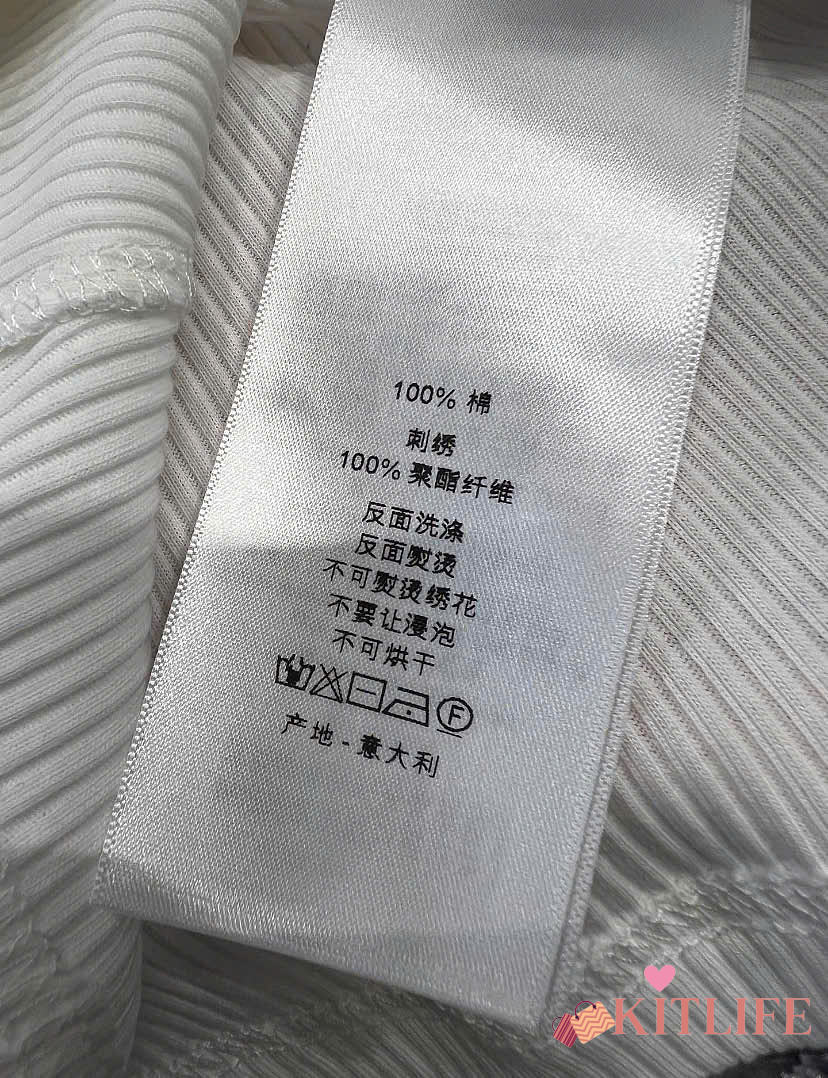 100% 棉
刺绣
100% 聚酯纤维
反面洗涤
反面熨烫
不可熨烫绣花
不要让浸泡
不可烘干
F
产地 - 意大利
KITLIFE